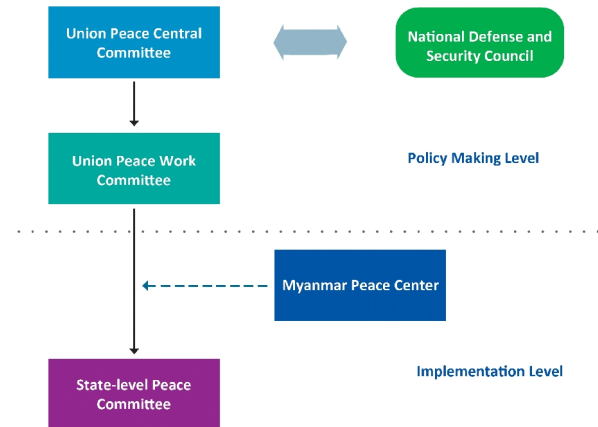 Union Peace Central
Committee
National Defense and
Security Council
Union Peace Work
Committee
Policy Making Level
Myanmar Peace Center
Implementation Level
State-level Peace
Committee